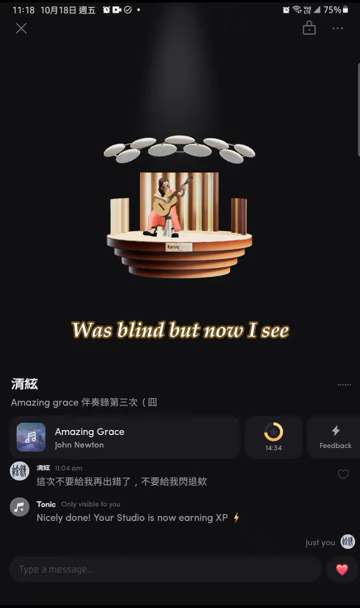 11:18 10月18日 週五
75%
tonic
Was blind but now I see
清絃
Amazing grace 伴奏錄第三次（囧
Amazing Grace
John Newton
14:34
Feedback
清絃 11:04 am
這次不要給我再出錯了，不要給我閃退欸
Tonic Only visible to you
Nicely done! Your Studio is now earning XP ⚡
Just you
Type a message...